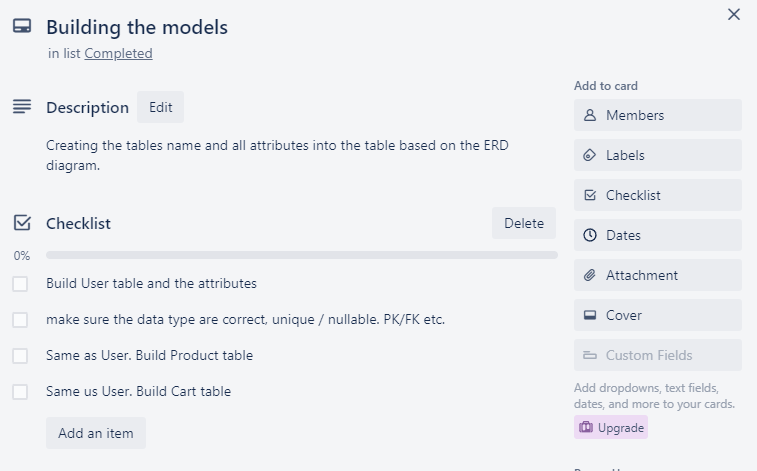 Building the models
in list Completed
Add to card
Description Edit
Members
Creating the tables name and all attributes into the table based on the ERD
diagram.
Labels
Checklist
Checklist Delete
Dates
0%
Build User table and the attributes
Attachment
make sure the data type are correct, unique / nullable. PK/FK etc.
Cover
Same as User. Build Product table
Custom Fields
Same us User. Build Cart table
Add dropdowns, text fields,
dates, and more to your cards.
Add an item
Upgrade